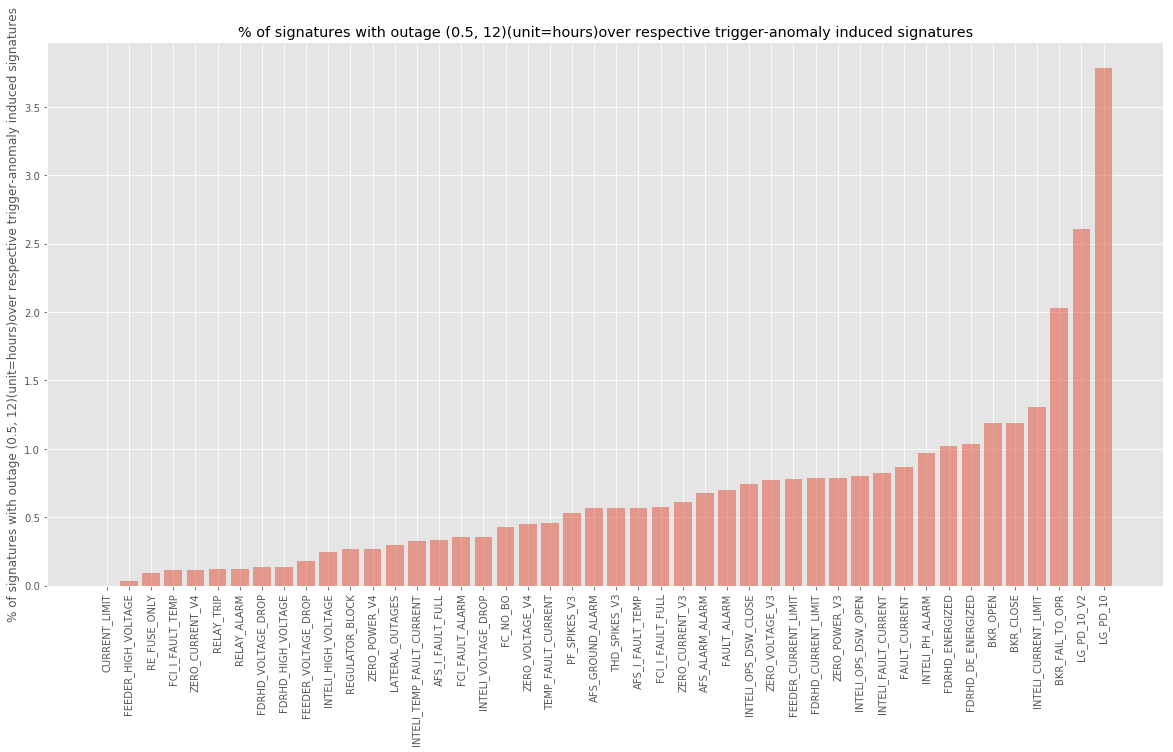 % of signatures with outage (0.5, 12)(unit=hours)over respective trigger-anomaly induced signatures
% of signatures with outage (0.5, 12)(unit=hours)over respective trigger-anomaly induced signatures
3.5
3.0
2.5
2.0
1.5
1.0
0.5
0.0
CURRENT_LIMIT
FEEDER_HIGH_VOLTAGE
RE_FUSE_ONLY
FCI_I_FAULT_TEMP
ZERO_CURRENT_V4
RELAY_TRIP
RELAY_ALARM
FDRHD_VOLTAGE_DROP
FDRHD_HIGH_VOLTAGE
FEEDER_VOLTAGE_DROP
INTELI_HIGH_VOLTAGE
REGULATOR_BLOCK
ZERO_POWER_V4
LATERAL_OUTAGES
INTELI_TEMP_FAULT_CURRENT
AFS_I_FAULT_FULL
FCI_FAULT_ALARM
INTELI_VOLTAGE_DROP
FC_NO_BO
ZERO_VOLTAGE_V4
TEMP_FAULT_CURRENT
PF_SPIKES_V3
AFS_GROUND_ALARM
THD_SPIKES_V3
AFS_I_FAULT_TEMP
FCI_I_FAULT_FULL
ZERO_CURRENT_V3
AFS_ALARM_ALARM
FAULT_ALARM
INTELI_OPS_DSW_CLOSE
ZERO_VOLTAGE_V3
FEEDER_CURRENT_LIMIT
FDRHD_CURRENT_LIMIT
ZERO_POWER_V3
INTELI_OPS_DSW_OPEN
INTELI_FAULT_CURRENT
FAULT_CURRENT
INTELI_PH_ALARM
FDRHD_ENERGIZED
FDRHD_DE_ENERGIZED
BKR_OPEN
BKR_CLOSE
INTELI_CURRENT_LIMIT
BKR_FAIL_TO_OPR
LG_PD_10_V2
LG_PD_10